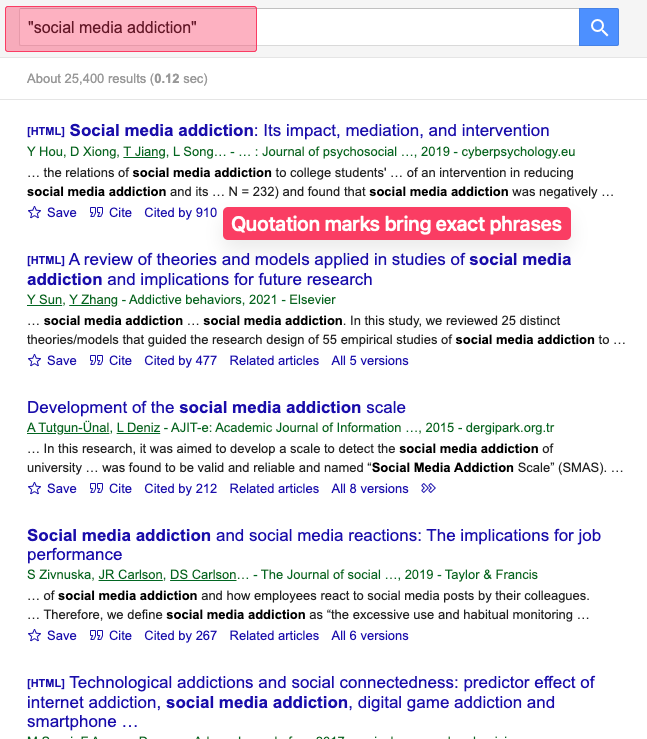 "social media addiction"
About 25,400 results (0.12 sec)
[HTML] Social media addiction: Its impact, mediation, and intervention
Y Hou, D Xiong, T Jiang, L Song… - … : Journal of psychosocial …, 2019 - cyberpsychology.eu
… the relations of social media addiction to college students' … of an intervention in reducing
social media addiction and its … N = 232) and found that social media addiction was negatively …
Save Cite Cited by 910
Quotation marks bring exact phrases
[HTML] A review of theories and models applied in studies of social media
addiction and implications for future research
Y Sun, Y Zhang - Addictive behaviors, 2021 - Elsevier
… social media addiction … social media addiction. In this study, we reviewed 25 distinct
theories/models that guided the research design of 55 empirical studies of social media addiction to …
Save Cite Cited by 477 Related articles All 5 versions
Development of the social media addiction scale
A Tutgun-Ünal, L Deniz - AJIT-e: Academic Journal of Information …, 2015 - dergipark.org.tr
… In this research, it was aimed to develop a scale to detect the social media addiction of
university … was found to be valid and reliable and named “Social Media Addiction Scale” (SMAS). …
Save Cite Cited by 212 Related articles All 8 versions
Social media addiction and social media reactions: The implications for job
performance
S Zivnuska, JR Carlson, DS Carlson… - The Journal of social …, 2019 - Taylor & Francis
… of social media addiction and how employees react to social media posts by their colleagues.
… Therefore, we define social media addiction as “the excessive use and habitual monitoring …
Save Cite Cited by 267 Related articles All 6 versions
[HTML] Technological addictions and social connectedness: predictor effect of
internet addiction, social media addiction, digital game addiction and
smartphone …